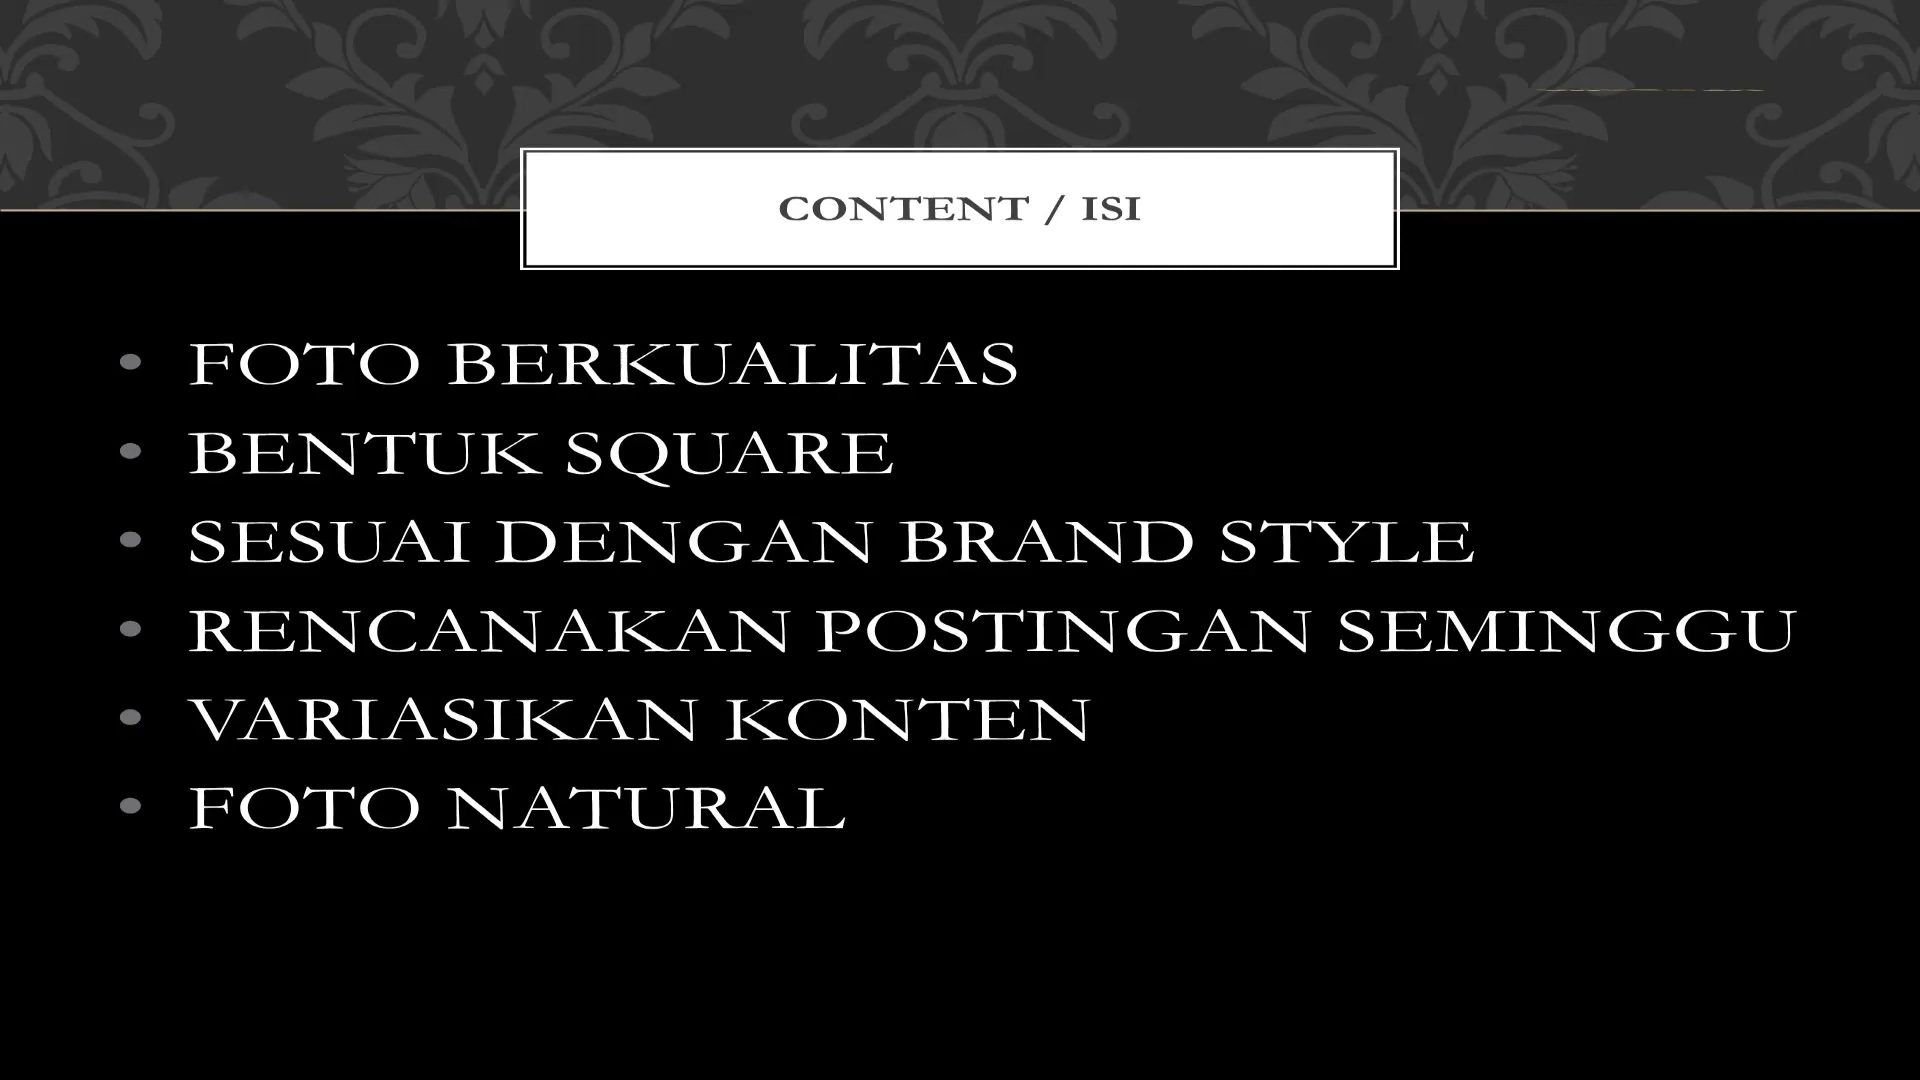 CONTENT / ISI
• FOTO BERKUALITAS
• BENTUK SQUARE
• SESUAI DENGAN BRAND STYLE
• RENCANAKAN POSTINGAN SEMINGGU
• VARIASIKAN KONTEN
• FOTO NATURAL